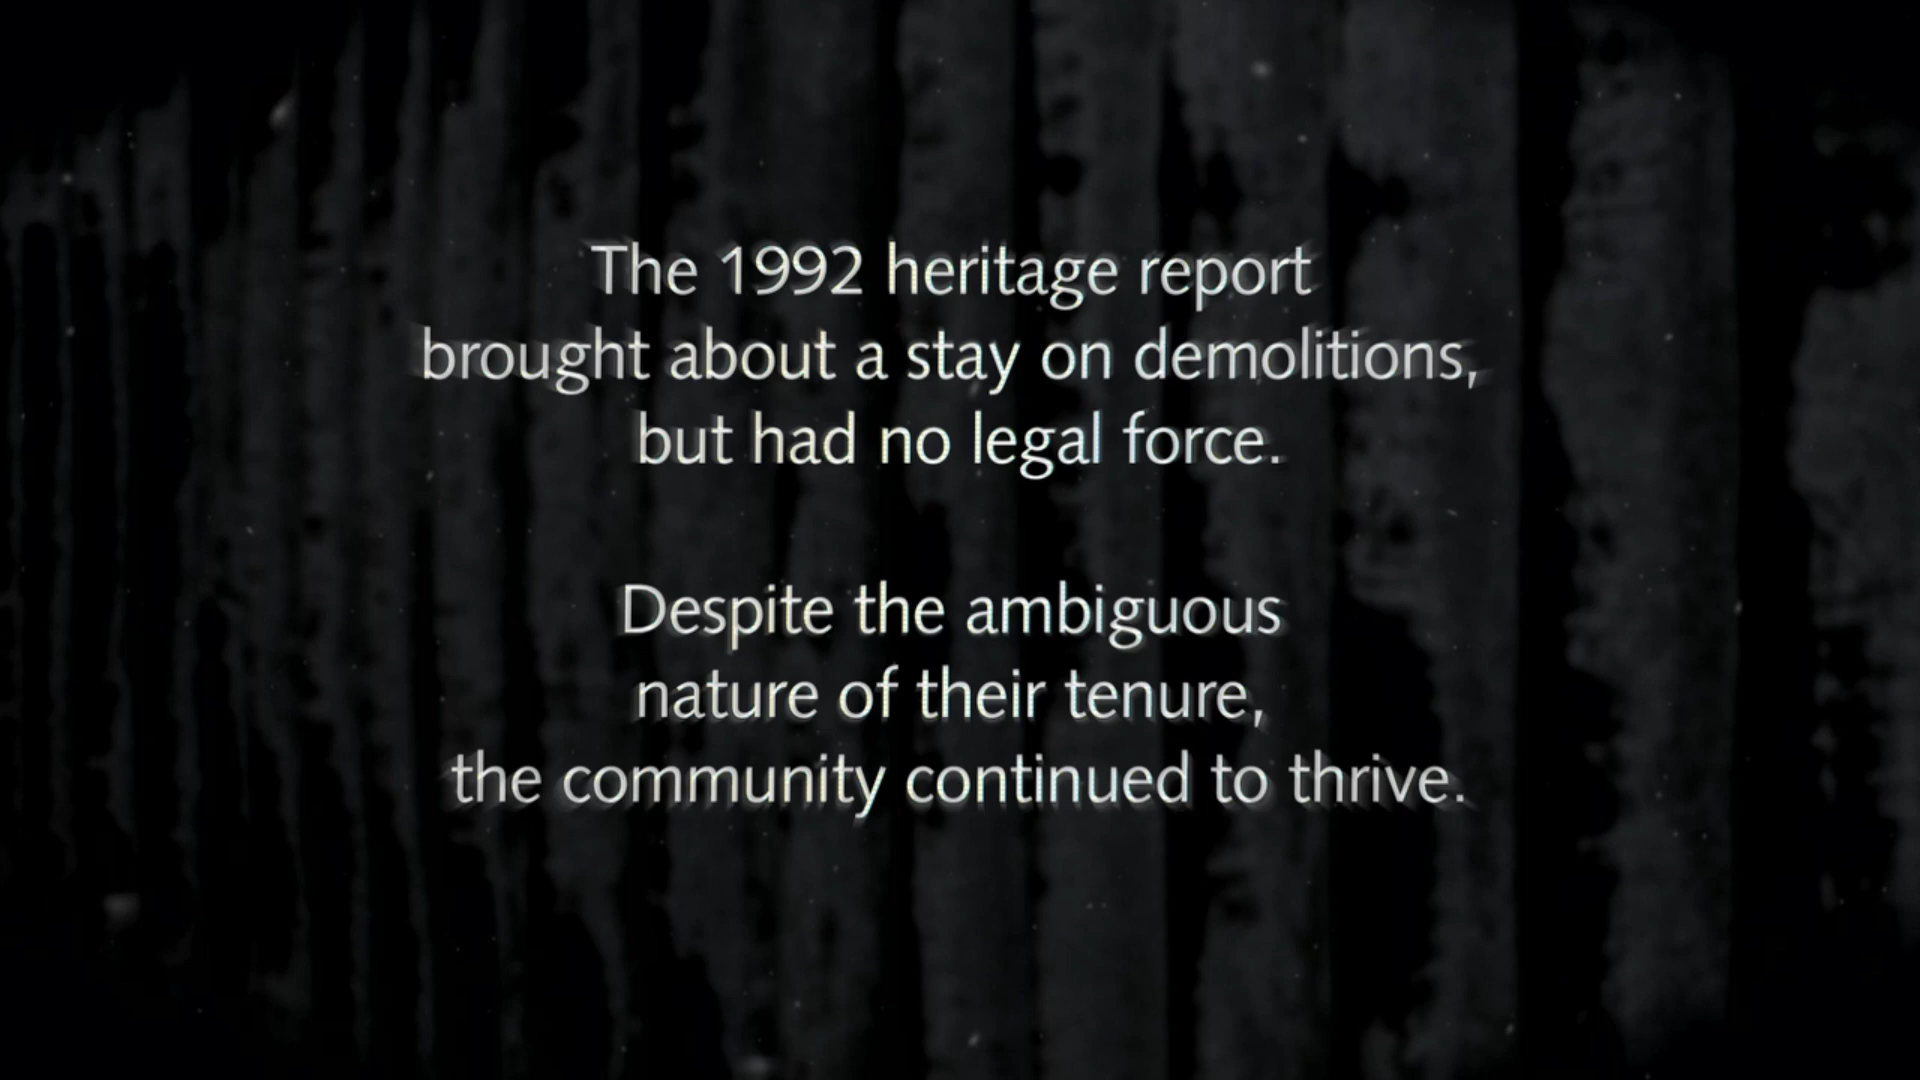 The 1992 heritage report
brought about a stay on demolitions,
but had no legal force.
Despite the ambiguous
nature of their tenure,
the community continued to thrive.